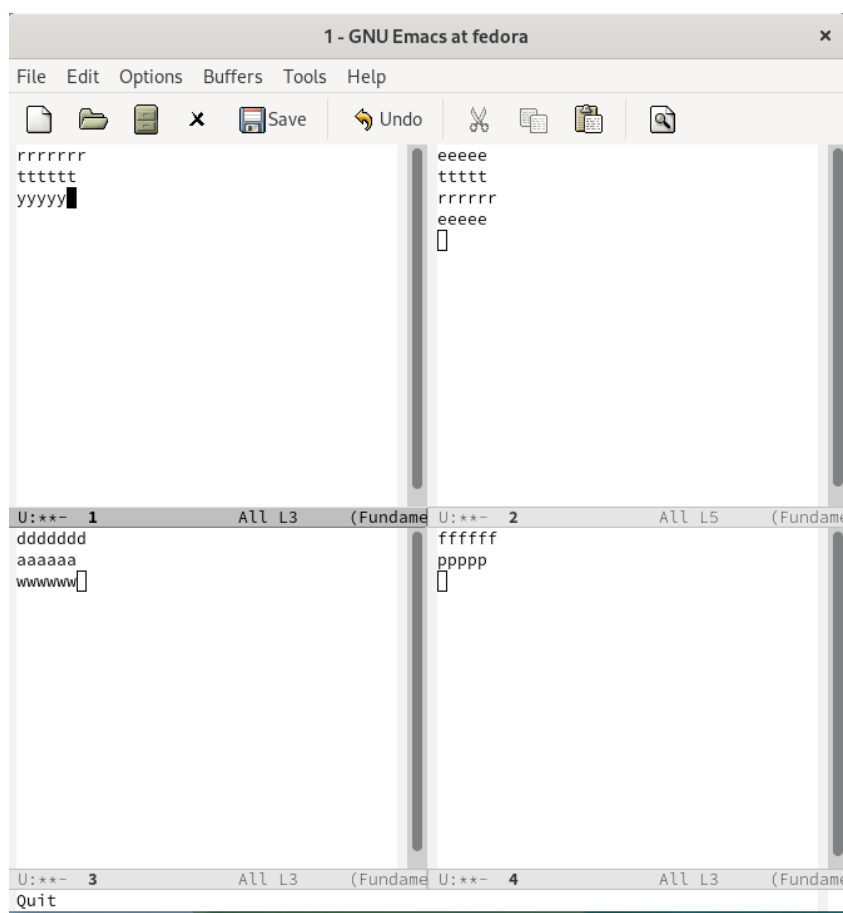 1 - GNU Emacs at fedora ×
File Edit Options Buffers Tools Help
Save Undo
rrrrrrr
tttttt
yyyyy
U:**- 1 All L3 (Fundame
eeeee
ttttt
rrrrrr
eeeee
U:**- 2 All L5 (Fundame
ddddddd
aaaaaa
wwwwww
U:**- 3 All L3 (Fundame
ffffff
ppppp
U:**- 4 All L3 (Fundame
Quit